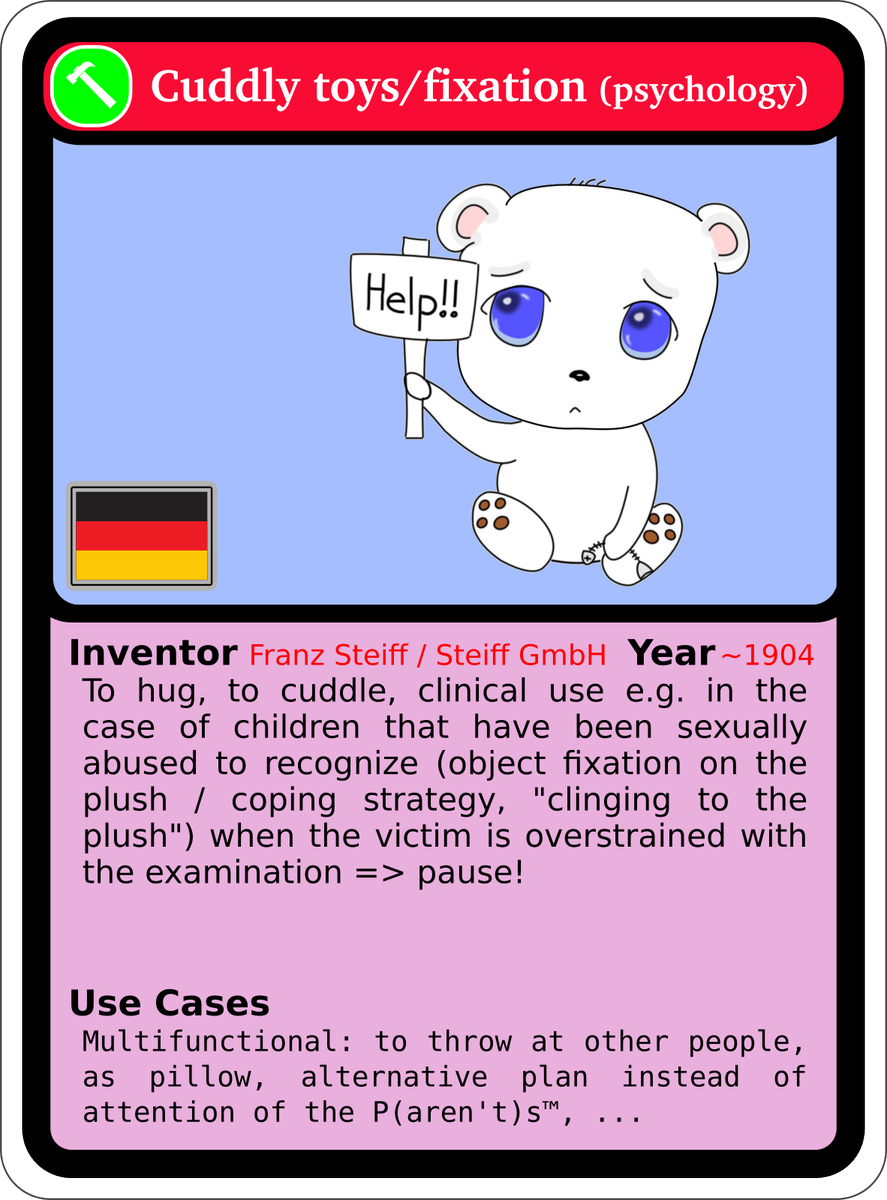 Cuddly toys/fixation (psychology)
Help!!
Inventor Franz Steiff / Steiff GmbH Year ~1904
To hug, to cuddle, clinical use e.g. in the
case of children that have been sexually
abused to recognize (object fixation on the
plush / coping strategy, "clinging to the
plush") when the victim is overstrained with
the examination => pause!
Use Cases
Multifunctional: to throw at other people,
as pillow, alternative plan instead of
attention of the P(aren't)s™, ...